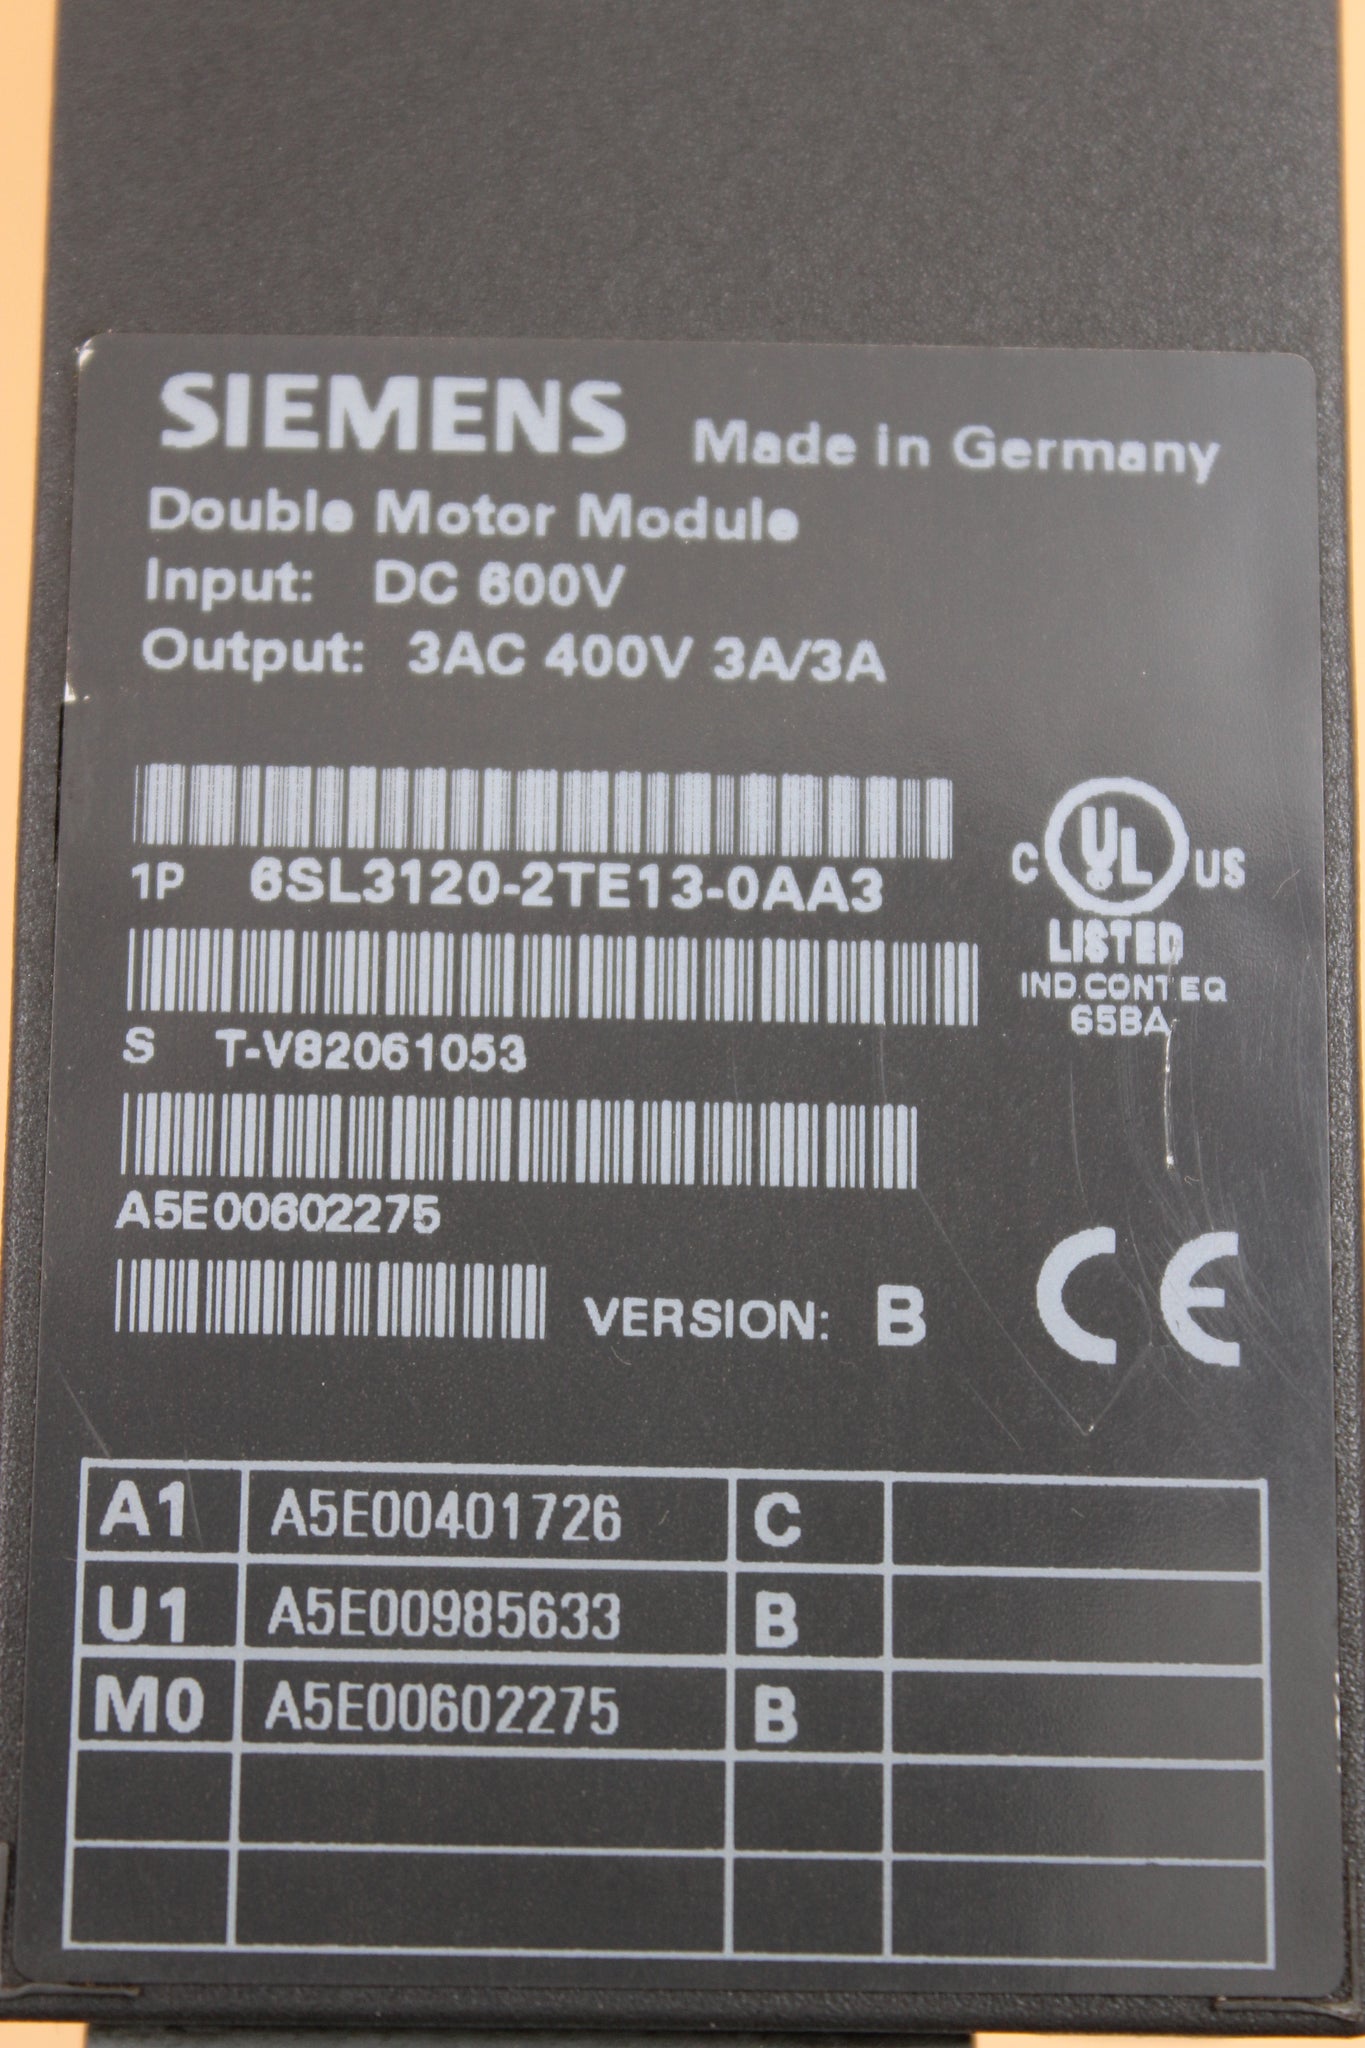 SIEMENS Made in Germany
Double Motor Module
Input: DC 600V
Output: 3AC 400V 3A/3A
1P 6SL3120-2TE13-0AA3
C UL US
LISTED
IND.CONT.EQ
65BA
S T-V82061053
A5E00602275
VERSION: B
CE
A1 A5E00401726 C
U1 A5E00985633 B
M0 A5E00602275 B